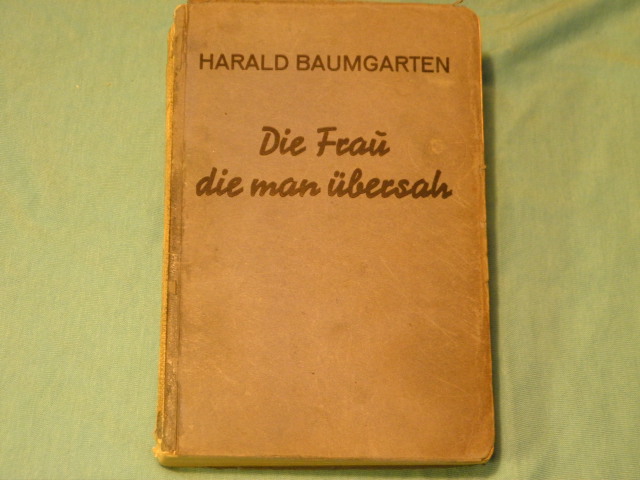 HARALD BAUMGARTEN
Die Frau
die man übersah